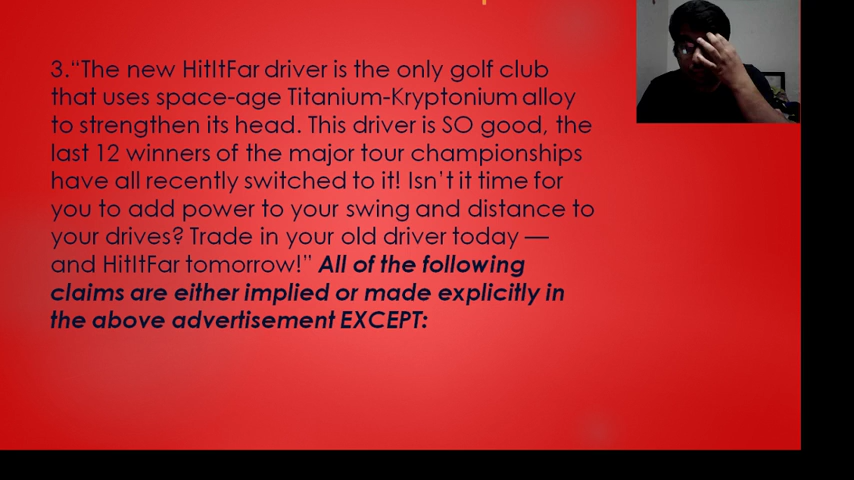 3.“The new HitItFar driver is the only golf club
that uses space-age Titanium-Kryptonium alloy
to strengthen its head. This driver is SO good, the
last 12 winners of the major tour championships
have all recently switched to it! Isn’t it time for
you to add power to your swing and distance to
your drives? Trade in your old driver today —
and HitItFar tomorrow!” All of the following
claims are either implied or made explicitly in
the above advertisement EXCEPT: